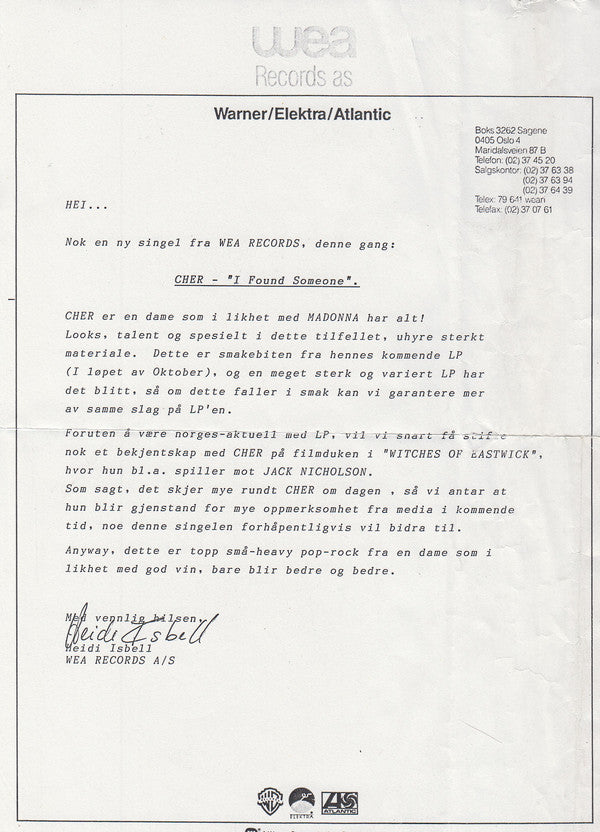 wea
Records as
Warner/Elektra/Atlantic
Boks 3262 Sagene
0405 Oslo 4
Maridalsveien 87 B
Telefon: (02) 37 45 20
Salgskontor: (02) 37 63 38
(02) 37 63 94
(02) 37 64 39
Telex: 79 641 wean
Telefax: (02) 37 07 61
HEI...
Nok en ny singel fra WEA RECORDS, denne gang:
CHER - "I Found Someone".
CHER er en dame som i likhet med MADONNA har alt!
Looks, talent og spesielt i dette tilfellet, uhyre sterkt
materiale. Dette er smakebiten fra hennes kommende LP
(I løpet av Oktober), og en meget sterk og variert LP har
det blitt, så om dette faller i smak kan vi garantere mer
av samme slag på LP'en.
Foruten å være norges-aktuell med LP, vil vi snart få stifte
nok et bekjentskap med CHER på filmduken i "WITCHES OF EASTWICK",
hvor hun bl.a. spiller mot JACK NICHOLSON.
Som sagt, det skjer mye rundt CHER om dagen , så vi antar at
hun blir gjenstand for mye oppmerksomhet fra media i kommende
tid, noe denne singelen forhåpentligvis vil bidra til.
Anyway, dette er topp små-heavy pop-rock fra en dame som i
likhet med god vin, bare blir bedre og bedre.
Med vennlig hilsen,
Heidi Isbell
Heidi Isbell
WEA RECORDS A/S
ELEKTRA
ATLANTIC